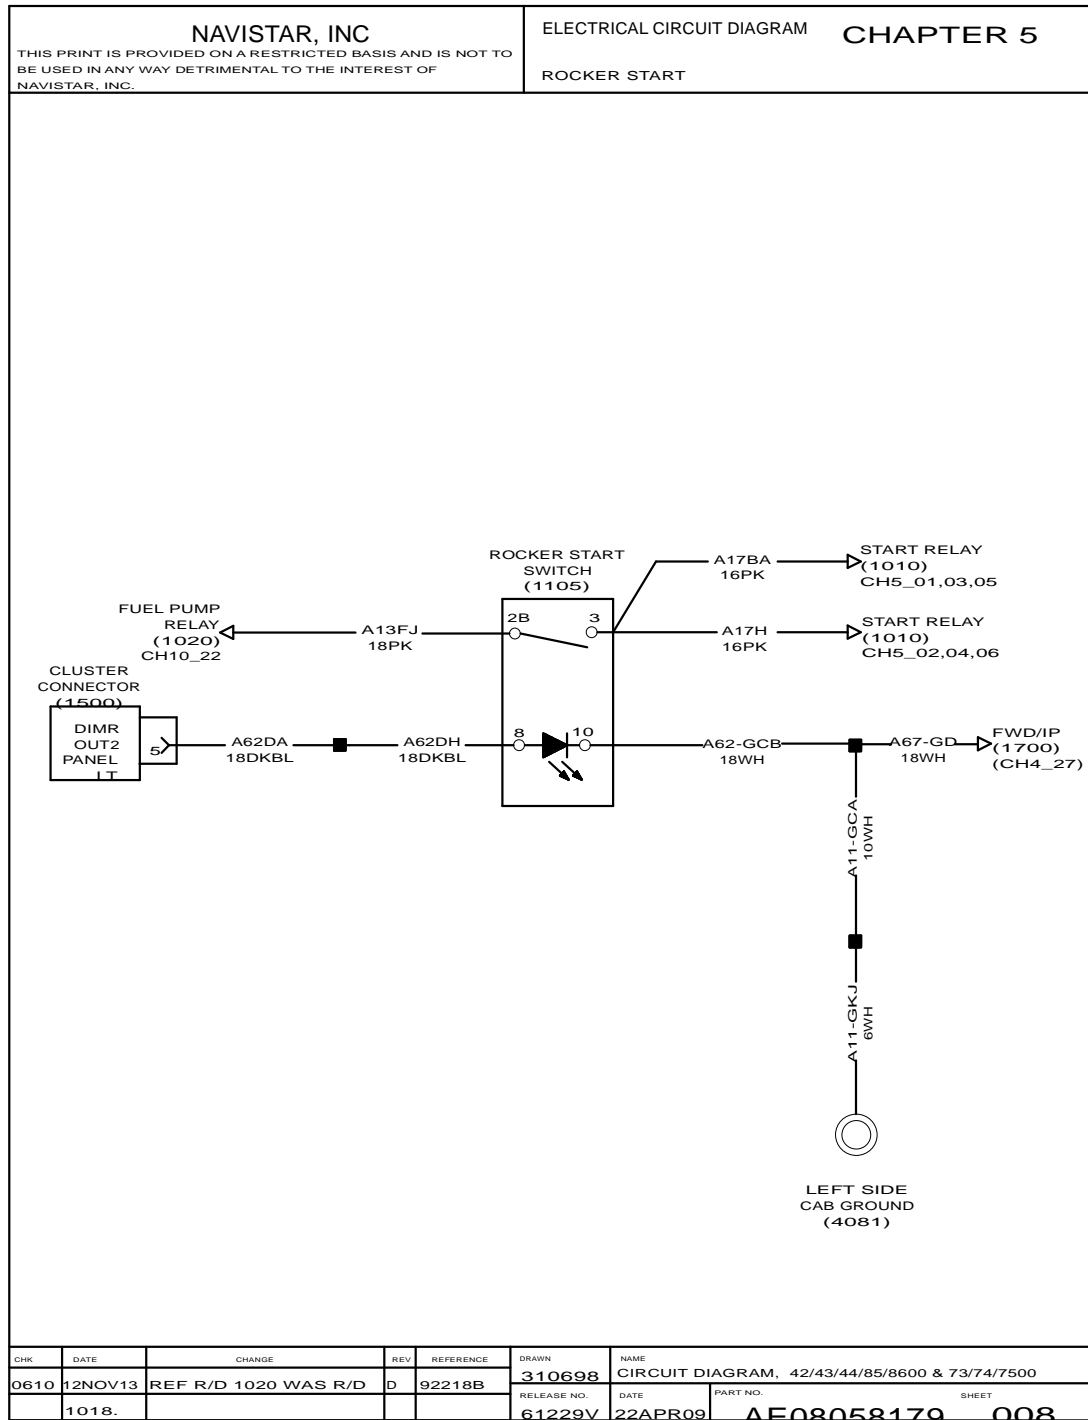 NAVISTAR, INC
THIS PRINT IS PROVIDED ON A RESTRICTED BASIS AND IS NOT TO
BE USED IN ANY WAY DETRIMENTAL TO THE INTEREST OF
NAVISTAR, INC.
ELECTRICAL CIRCUIT DIAGRAM
CHAPTER 5
ROCKER START
ROCKER START
SWITCH
(1105)
2B
3
8
10
A17BA
16PK
START RELAY
(1010)
CH5_01,03,05
FUEL PUMP
RELAY
(1020)
CH10_22
A13FJ
18PK
A17H
16PK
START RELAY
(1010)
CH5_02,04,06
CLUSTER
CONNECTOR
(1500)
DIMR
OUT2
PANEL
LT
5
A62DA
18DKBL
A62DH
18DKBL
A62-GCB
18WH
A67-GD
18WH
FWD/IP
(1700)
(CH4_27)
A11-GCA
10WH
A11-GKJ
6WH
LEFT SIDE
CAB GROUND
(4081)
CHK
DATE
CHANGE
REV
REFERENCE
0610
12NOV13
REF R/D 1020 WAS R/D
D
92218B
1018.
DRAWN
310698
NAME
CIRCUIT DIAGRAM, 42/43/44/85/8600 & 73/74/7500
RELEASE NO.
61229V
DATE
22APR09
PART NO.
AE08058179
SHEET
008